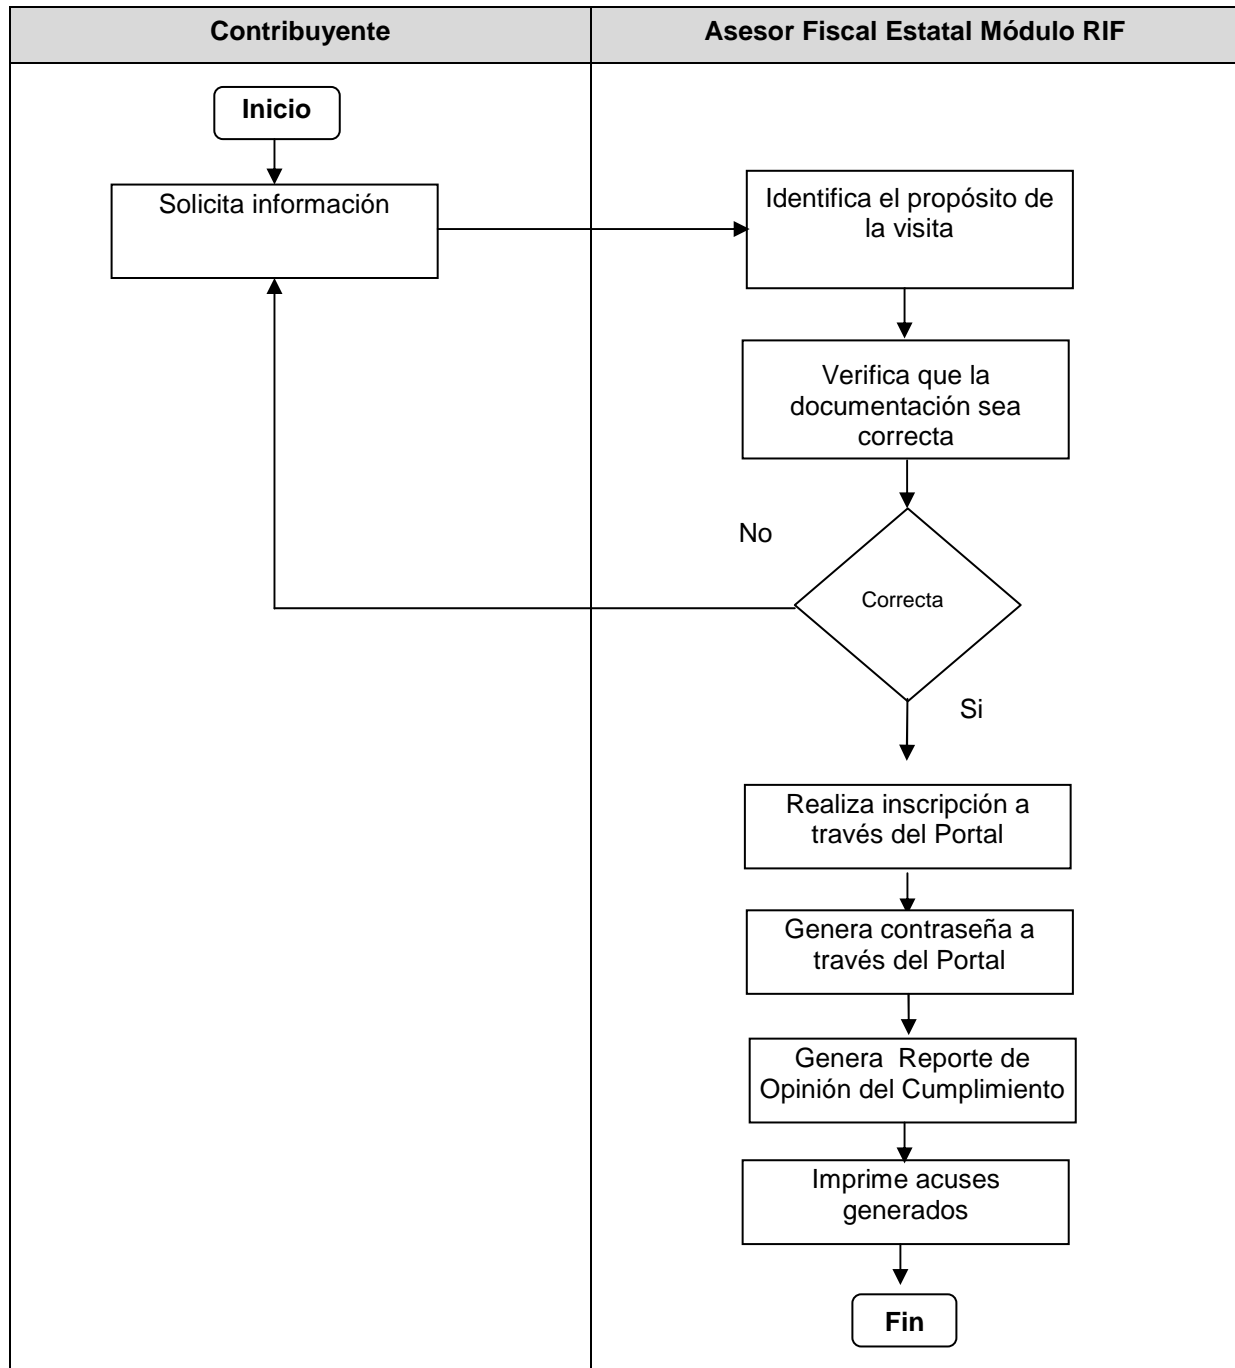 Contribuyente
Asesor Fiscal Estatal Módulo RIF
Inicio
Solicita información
Identifica el propósito de
la visita
Verifica que la
documentación sea
correcta
No
Correcta
Si
Realiza inscripción a
través del Portal
Genera contraseña a
través del Portal
Genera  Reporte de
Opinión del Cumplimiento
Imprime acuses
generados
Fin